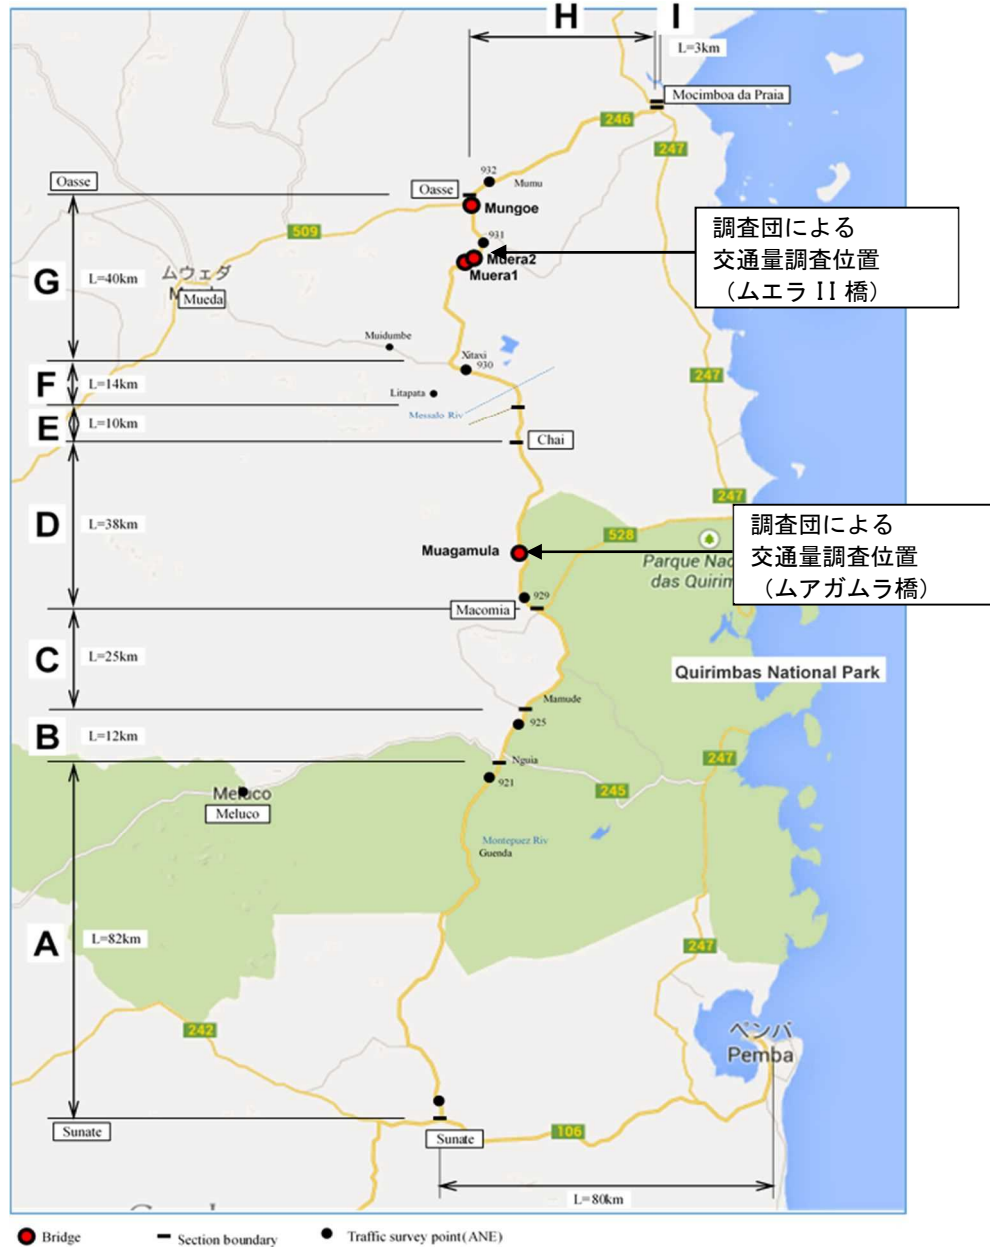 H
I
L=3km
Mocimboa da Praia
246
247
932
Mumu
Oasse
Oasse
Mungoe
509
931
調査団による
交通量調査位置
（ムエラ II 橋）
Muera2
Muera1
G
L=40km
ムウェダ
Mueda
Muidumbe
Xitaxi
930
247
F
L=14km
Litapata
Messalo Riv
E
L=10km
Chai
247
D
L=38km
調査団による
交通量調査位置
（ムアガムラ橋）
528
Muagamula
Parque Nac
das Quirim
929
Macomia
C
L=25km
Quirimbas National Park
Mamude
925
B
L=12km
Nguia
247
921
245
Meluco
Meluco
Montepuez Riv
Guenda
A
L=82km
247
242
ペンバ
Pemba
Sunate
Sunate
106
L=80km
Bridge
Section boundary
Traffic survey point(ANE)